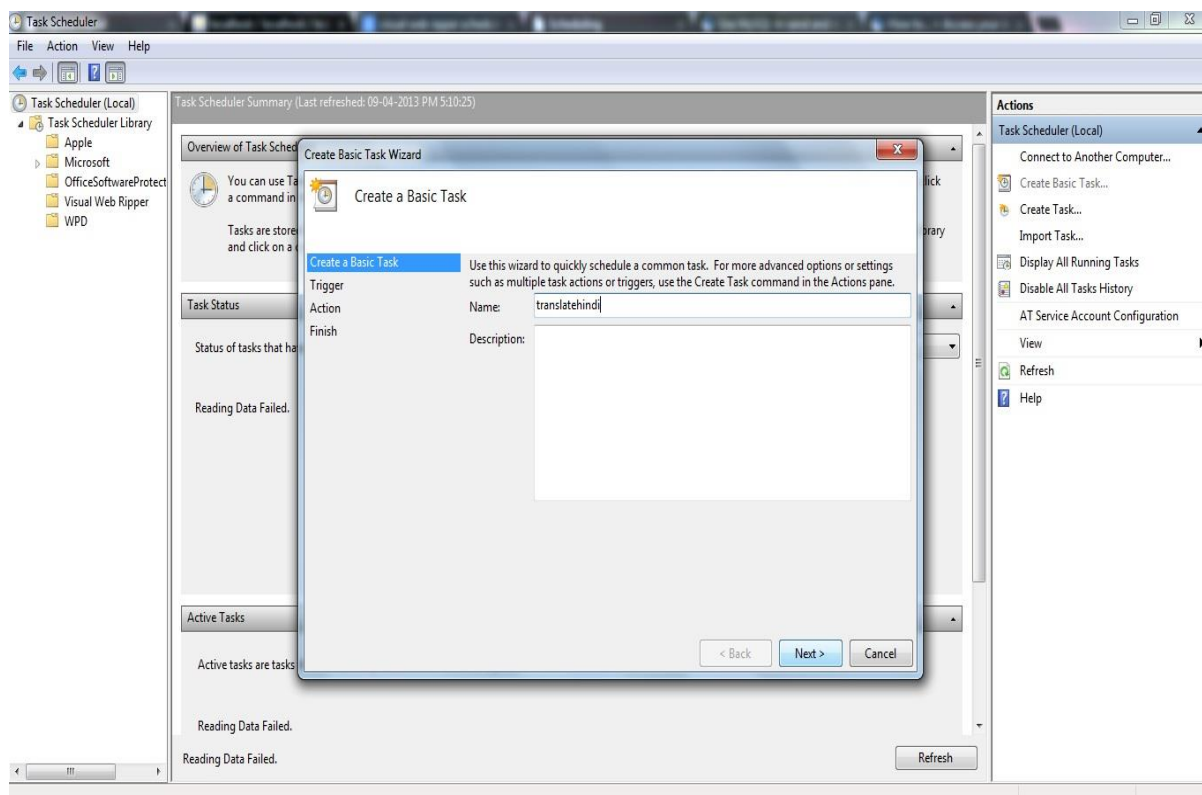 Task Scheduler
File Action View Help
Task Scheduler (Local)
Task Scheduler Library
Apple
Microsoft
OfficeSoftwareProtect
Visual Web Ripper
WPD
Task Scheduler Summary (Last refreshed: 09-04-2013 PM 5:10:25)
Overview of Task Sched
You can use Ta
a command in
lick
Tasks are store
and click on a
brary
Task Status
Status of tasks that ha
Reading Data Failed.
Active Tasks
Active tasks are tasks
Reading Data Failed.
Reading Data Failed.
Refresh
Create Basic Task Wizard
Create a Basic Task
Create a Basic Task
Trigger
Action
Finish
Use this wizard to quickly schedule a common task. For more advanced options or settings
such as multiple task actions or triggers, use the Create Task command in the Actions pane.
Name: translatehindi
Description:
< Back Next > Cancel
Actions
Task Scheduler (Local)
Connect to Another Computer...
Create Basic Task...
Create Task...
Import Task...
Display All Running Tasks
Disable All Tasks History
AT Service Account Configuration
View
Refresh
Help